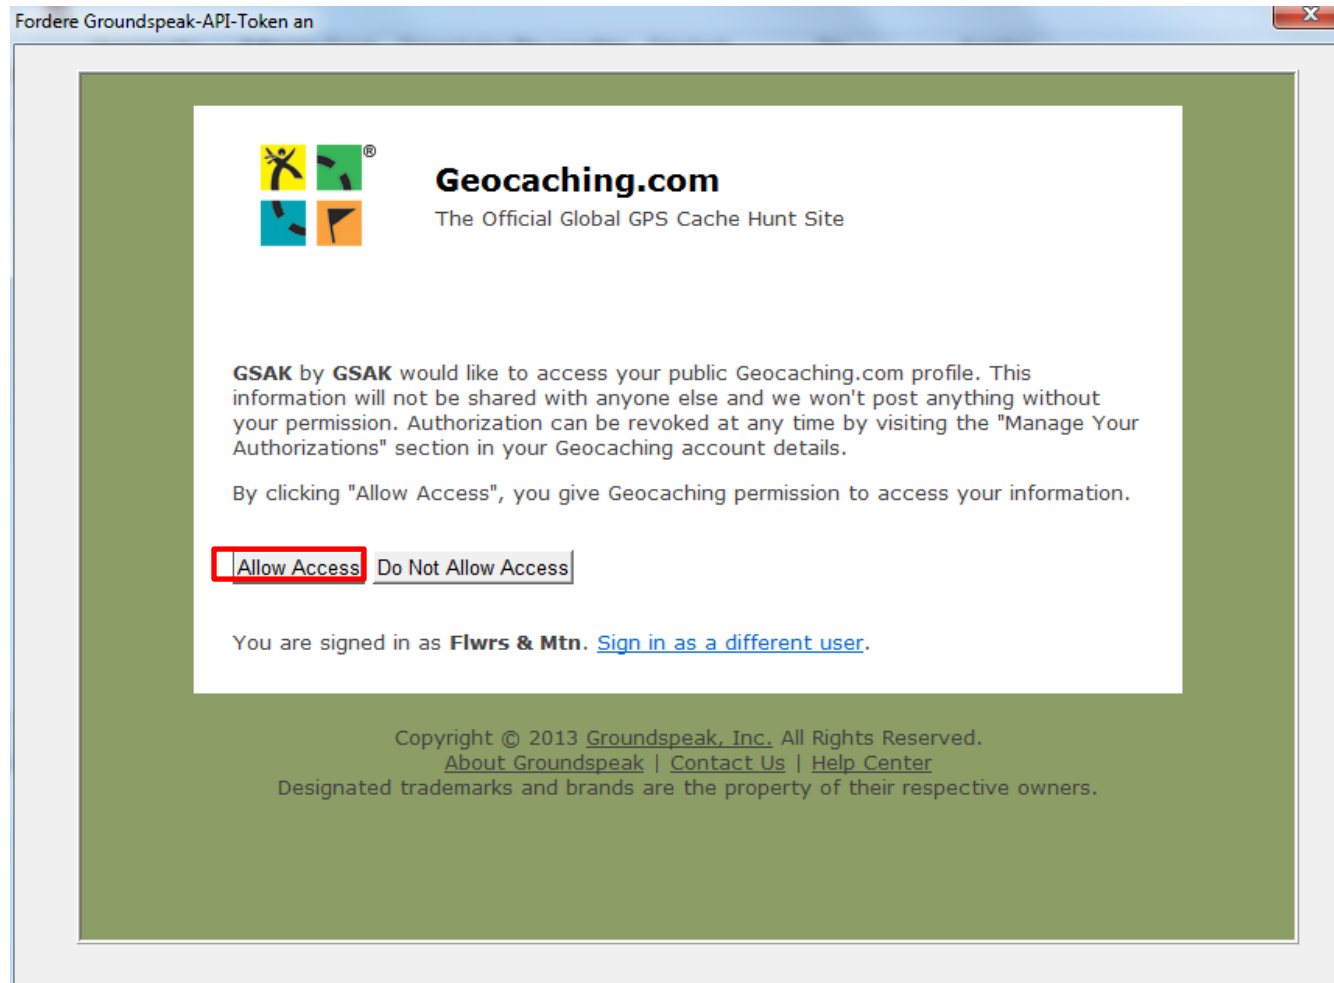 Fordere Groundspeak-API-Token an
X
®
Geocaching.com
The Official Global GPS Cache Hunt Site
GSAK by GSAK would like to access your public Geocaching.com profile. This
information will not be shared with anyone else and we won't post anything without
your permission. Authorization can be revoked at any time by visiting the "Manage Your
Authorizations" section in your Geocaching account details.
By clicking "Allow Access", you give Geocaching permission to access your information.
Allow Access Do Not Allow Access
You are signed in as Flwrs & Mtn. Sign in as a different user.
Copyright © 2013 Groundspeak, Inc. All Rights Reserved.
About Groundspeak | Contact Us | Help Center
Designated trademarks and brands are the property of their respective owners.